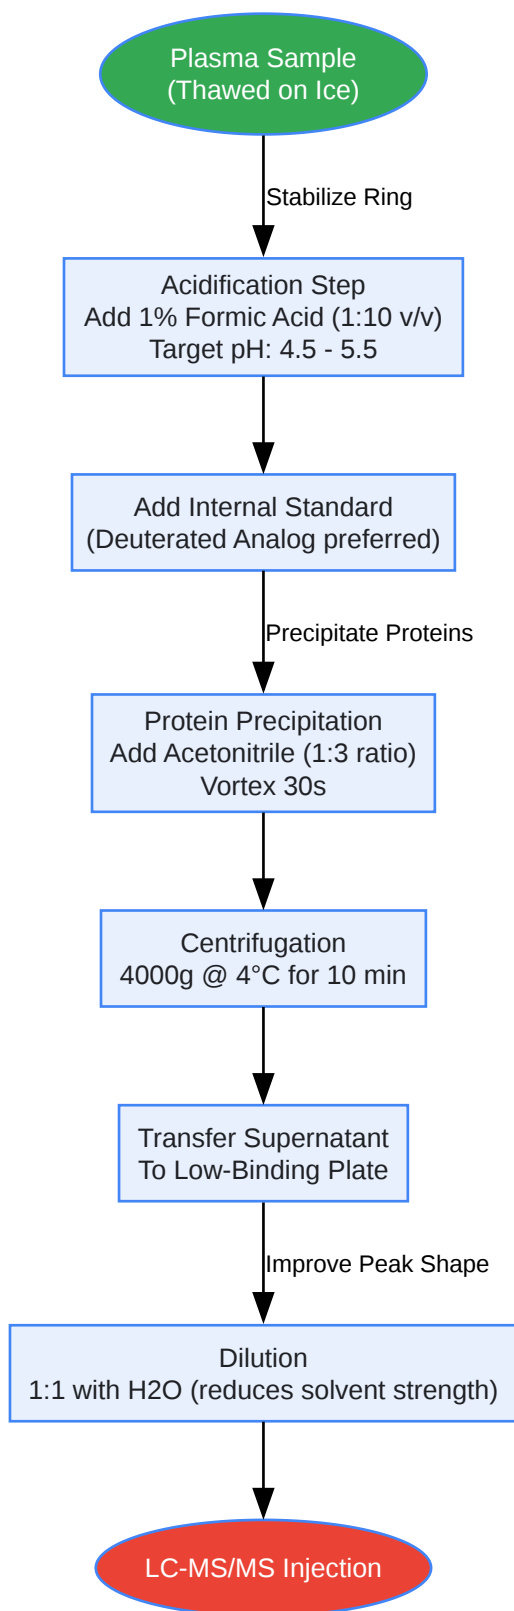 Plasma Sample
(Thawed on Ice)
Stabilize Ring
Acidification Step
Add 1% Formic Acid (1:10 v/v)
Target pH: 4.5 - 5.5
Add Internal Standard
(Deuterated Analog preferred)
Precipitate Proteins
Protein Precipitation
Add Acetonitrile (1:3 ratio)
Vortex 30s
Centrifugation
4000g @ 4°C for 10 min
Transfer Supernatant
To Low-Binding Plate
Improve Peak Shape
Dilution
1:1 with H2O (reduces solvent strength)
LC-MS/MS Injection